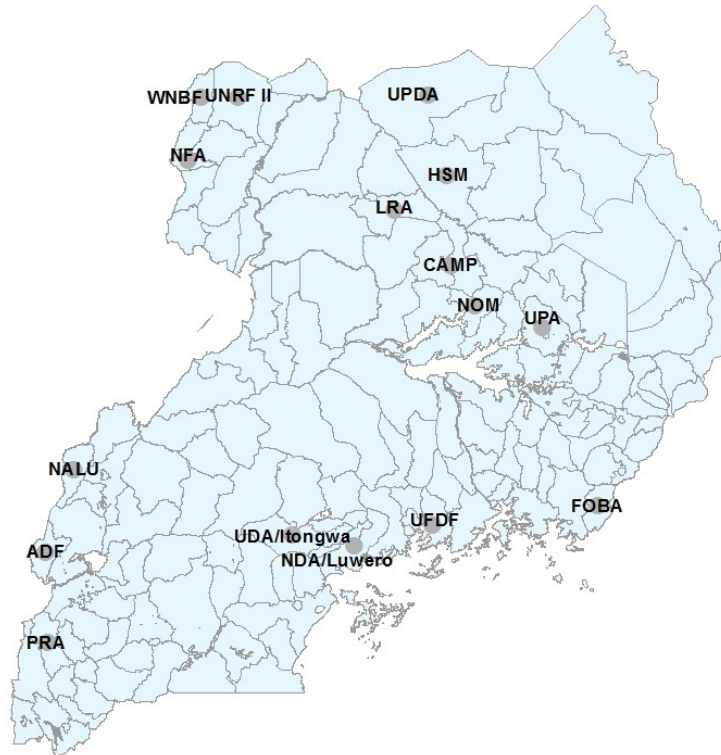 WNBF
UNRF II
UPDA
NFA
HSM
LRA
CAMP
NOM
UPA
NALU
FOBA
UFDF
UDA/Itongwa
ADF
NDA/Luwero
PRA